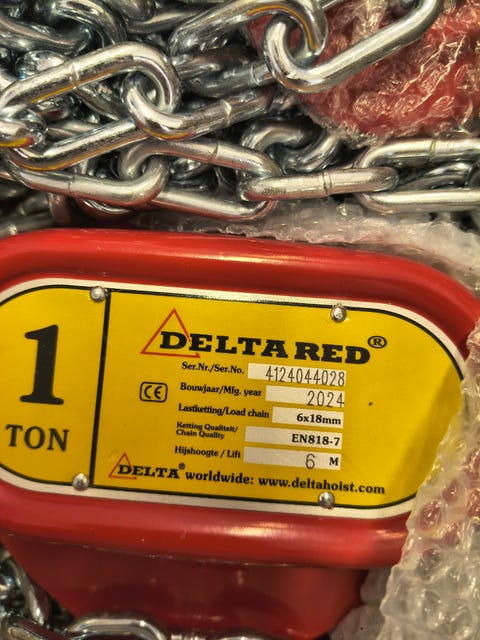 1
TON
DELTA RED®
Ser.Nr./Ser.No. 4124044028
CE
Bouwjaar/Mfg. year 2024
Lastketting/Load chain 6x18mm
Ketting Qualiteit/
Chain Quality EN818-7
Hijshoogte / Lift 6 M
DELTA® worldwide: www.deltahoist.com